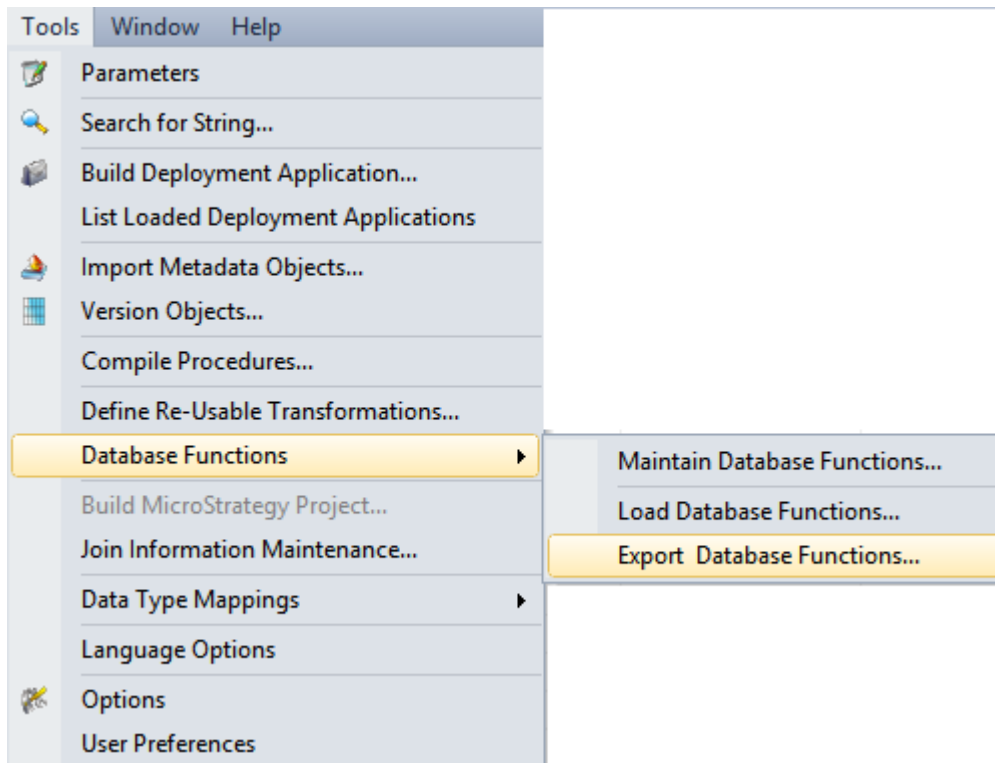 Tools Window Help
Parameters
Search for String...
Build Deployment Application...
List Loaded Deployment Applications
Import Metadata Objects...
Version Objects...
Compile Procedures...
Define Re-Usable Transformations...
Database Functions
Maintain Database Functions...
Build MicroStrategy Project...
Load Database Functions...
Join Information Maintenance...
Export  Database Functions...
Data Type Mappings
Language Options
Options
User Preferences